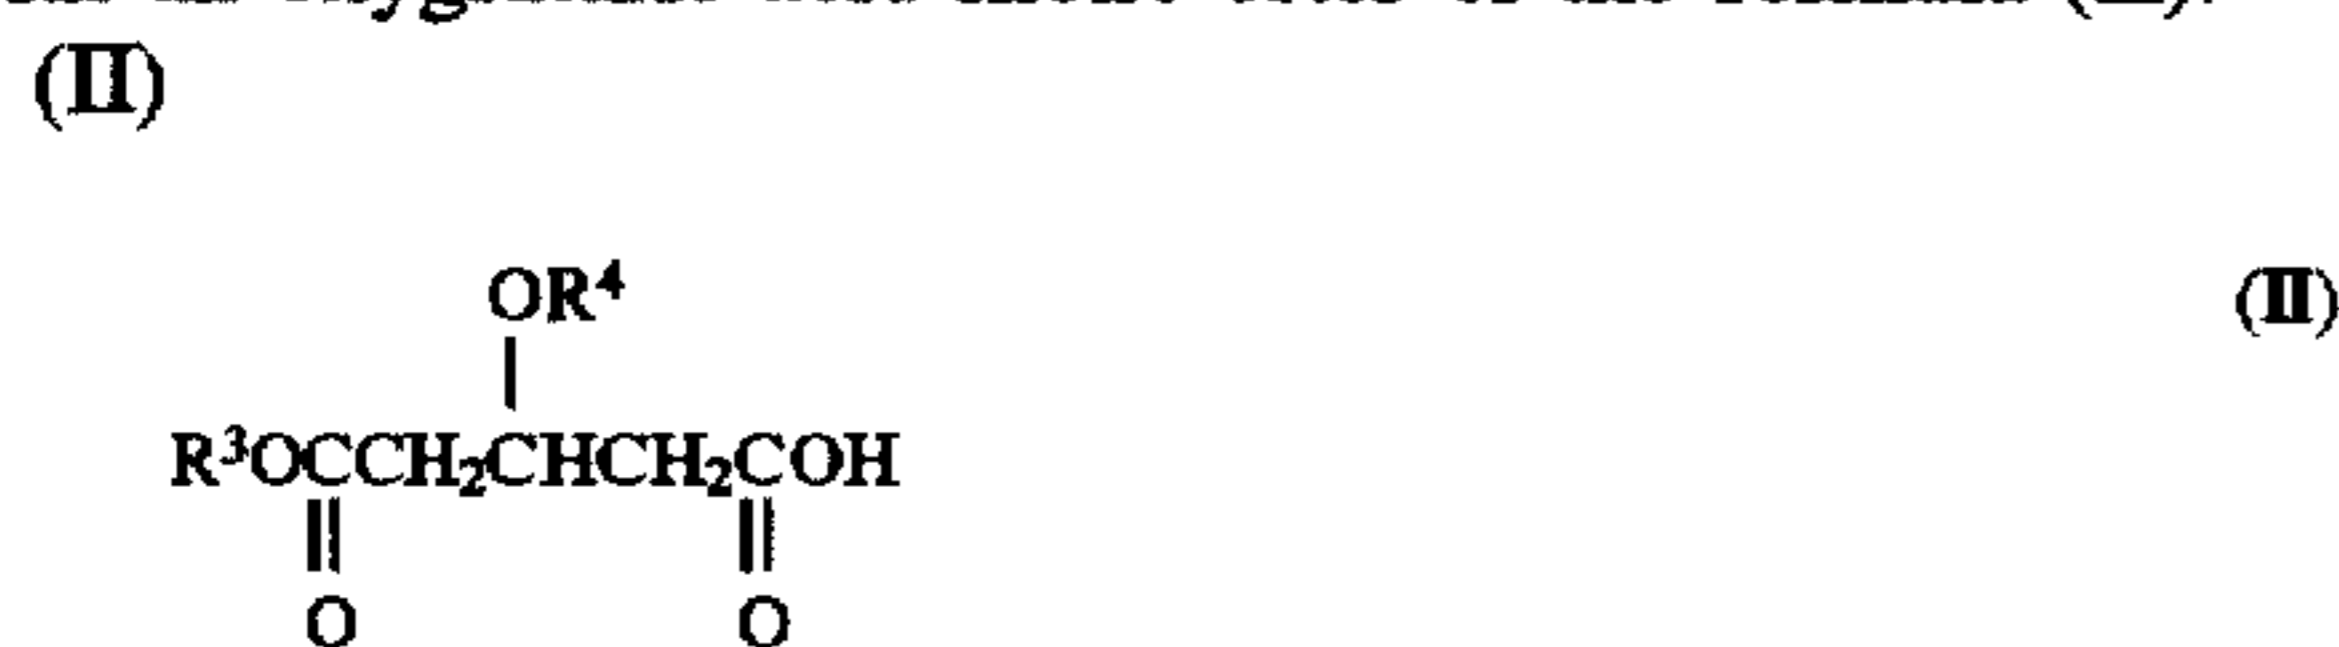 (II)
OR⁴ (II)
R³OCCH₂CHCH₂COH
O O